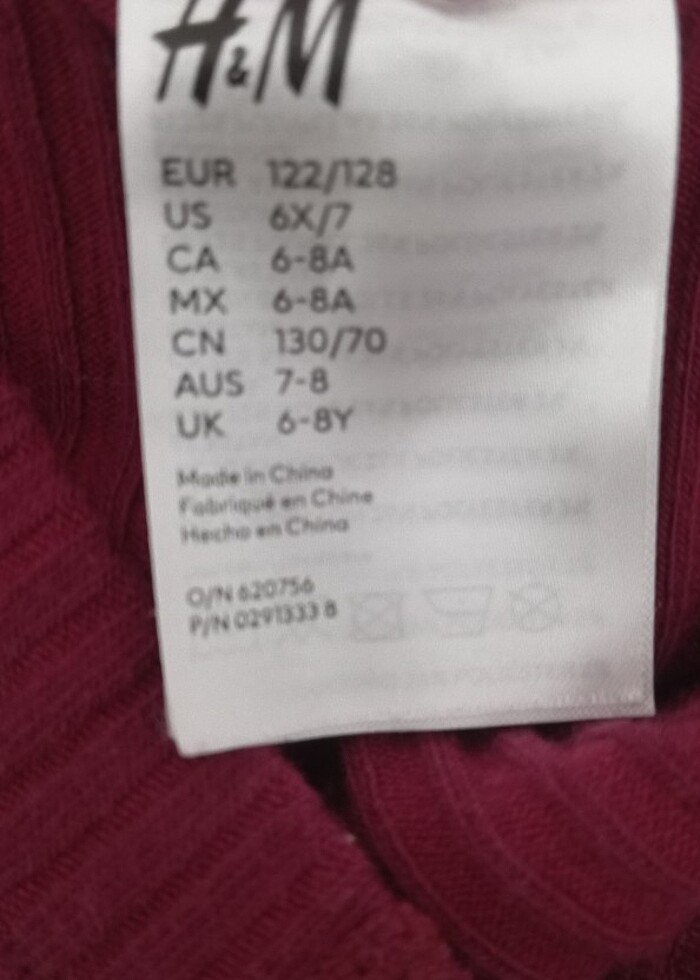 H&M
EUR 122/128
US 6X/7
CA 6-8A
MX 6-8A
CN 130/70
AUS 7-8
UK 6-8Y
Made in China
Fabriqué en Chine
Hecho en China
O/N 620756
P/N 0291333 8